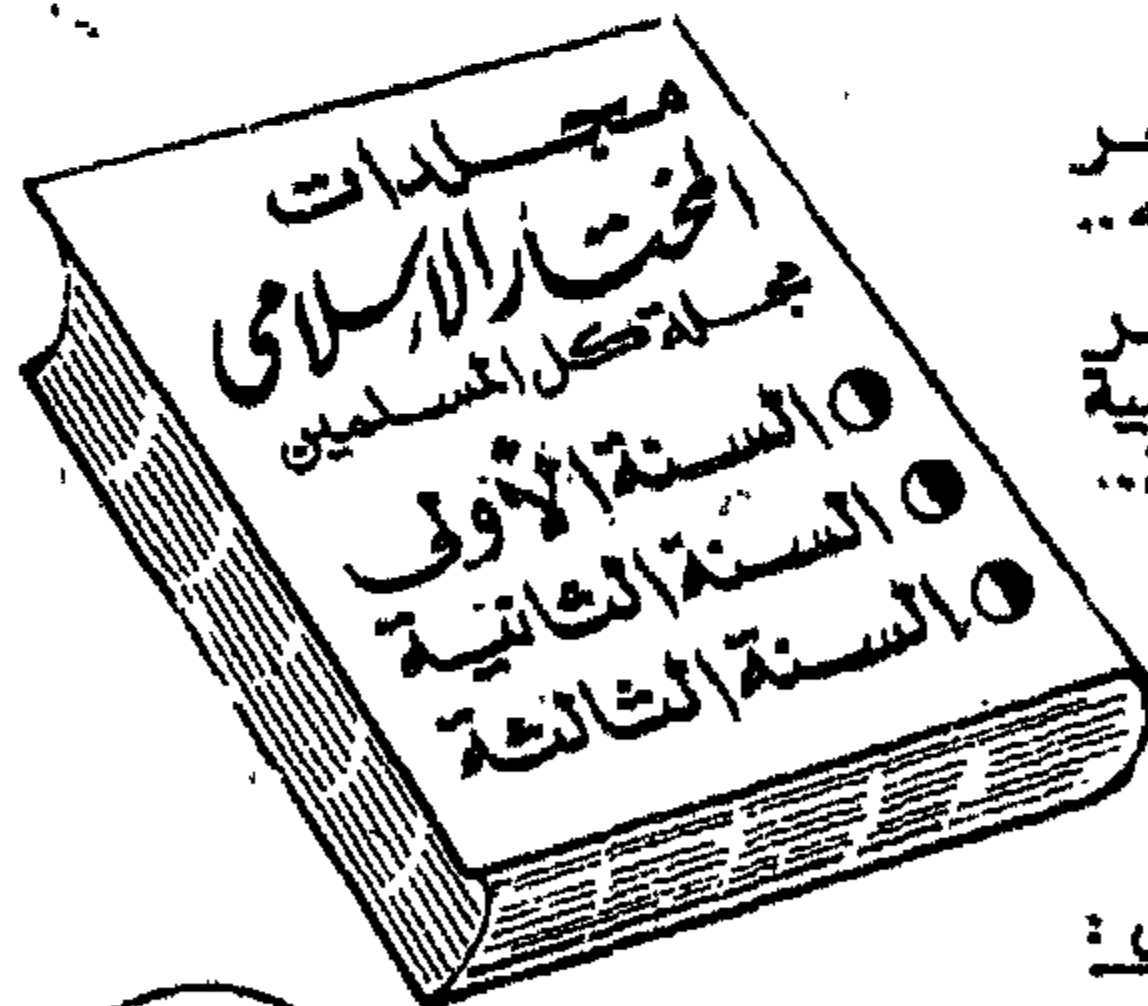 مجلدات
المختار الإسلامى
مجلة كل المسلمين
السنة الأولى
السنة الثانية
السنة الثالثة